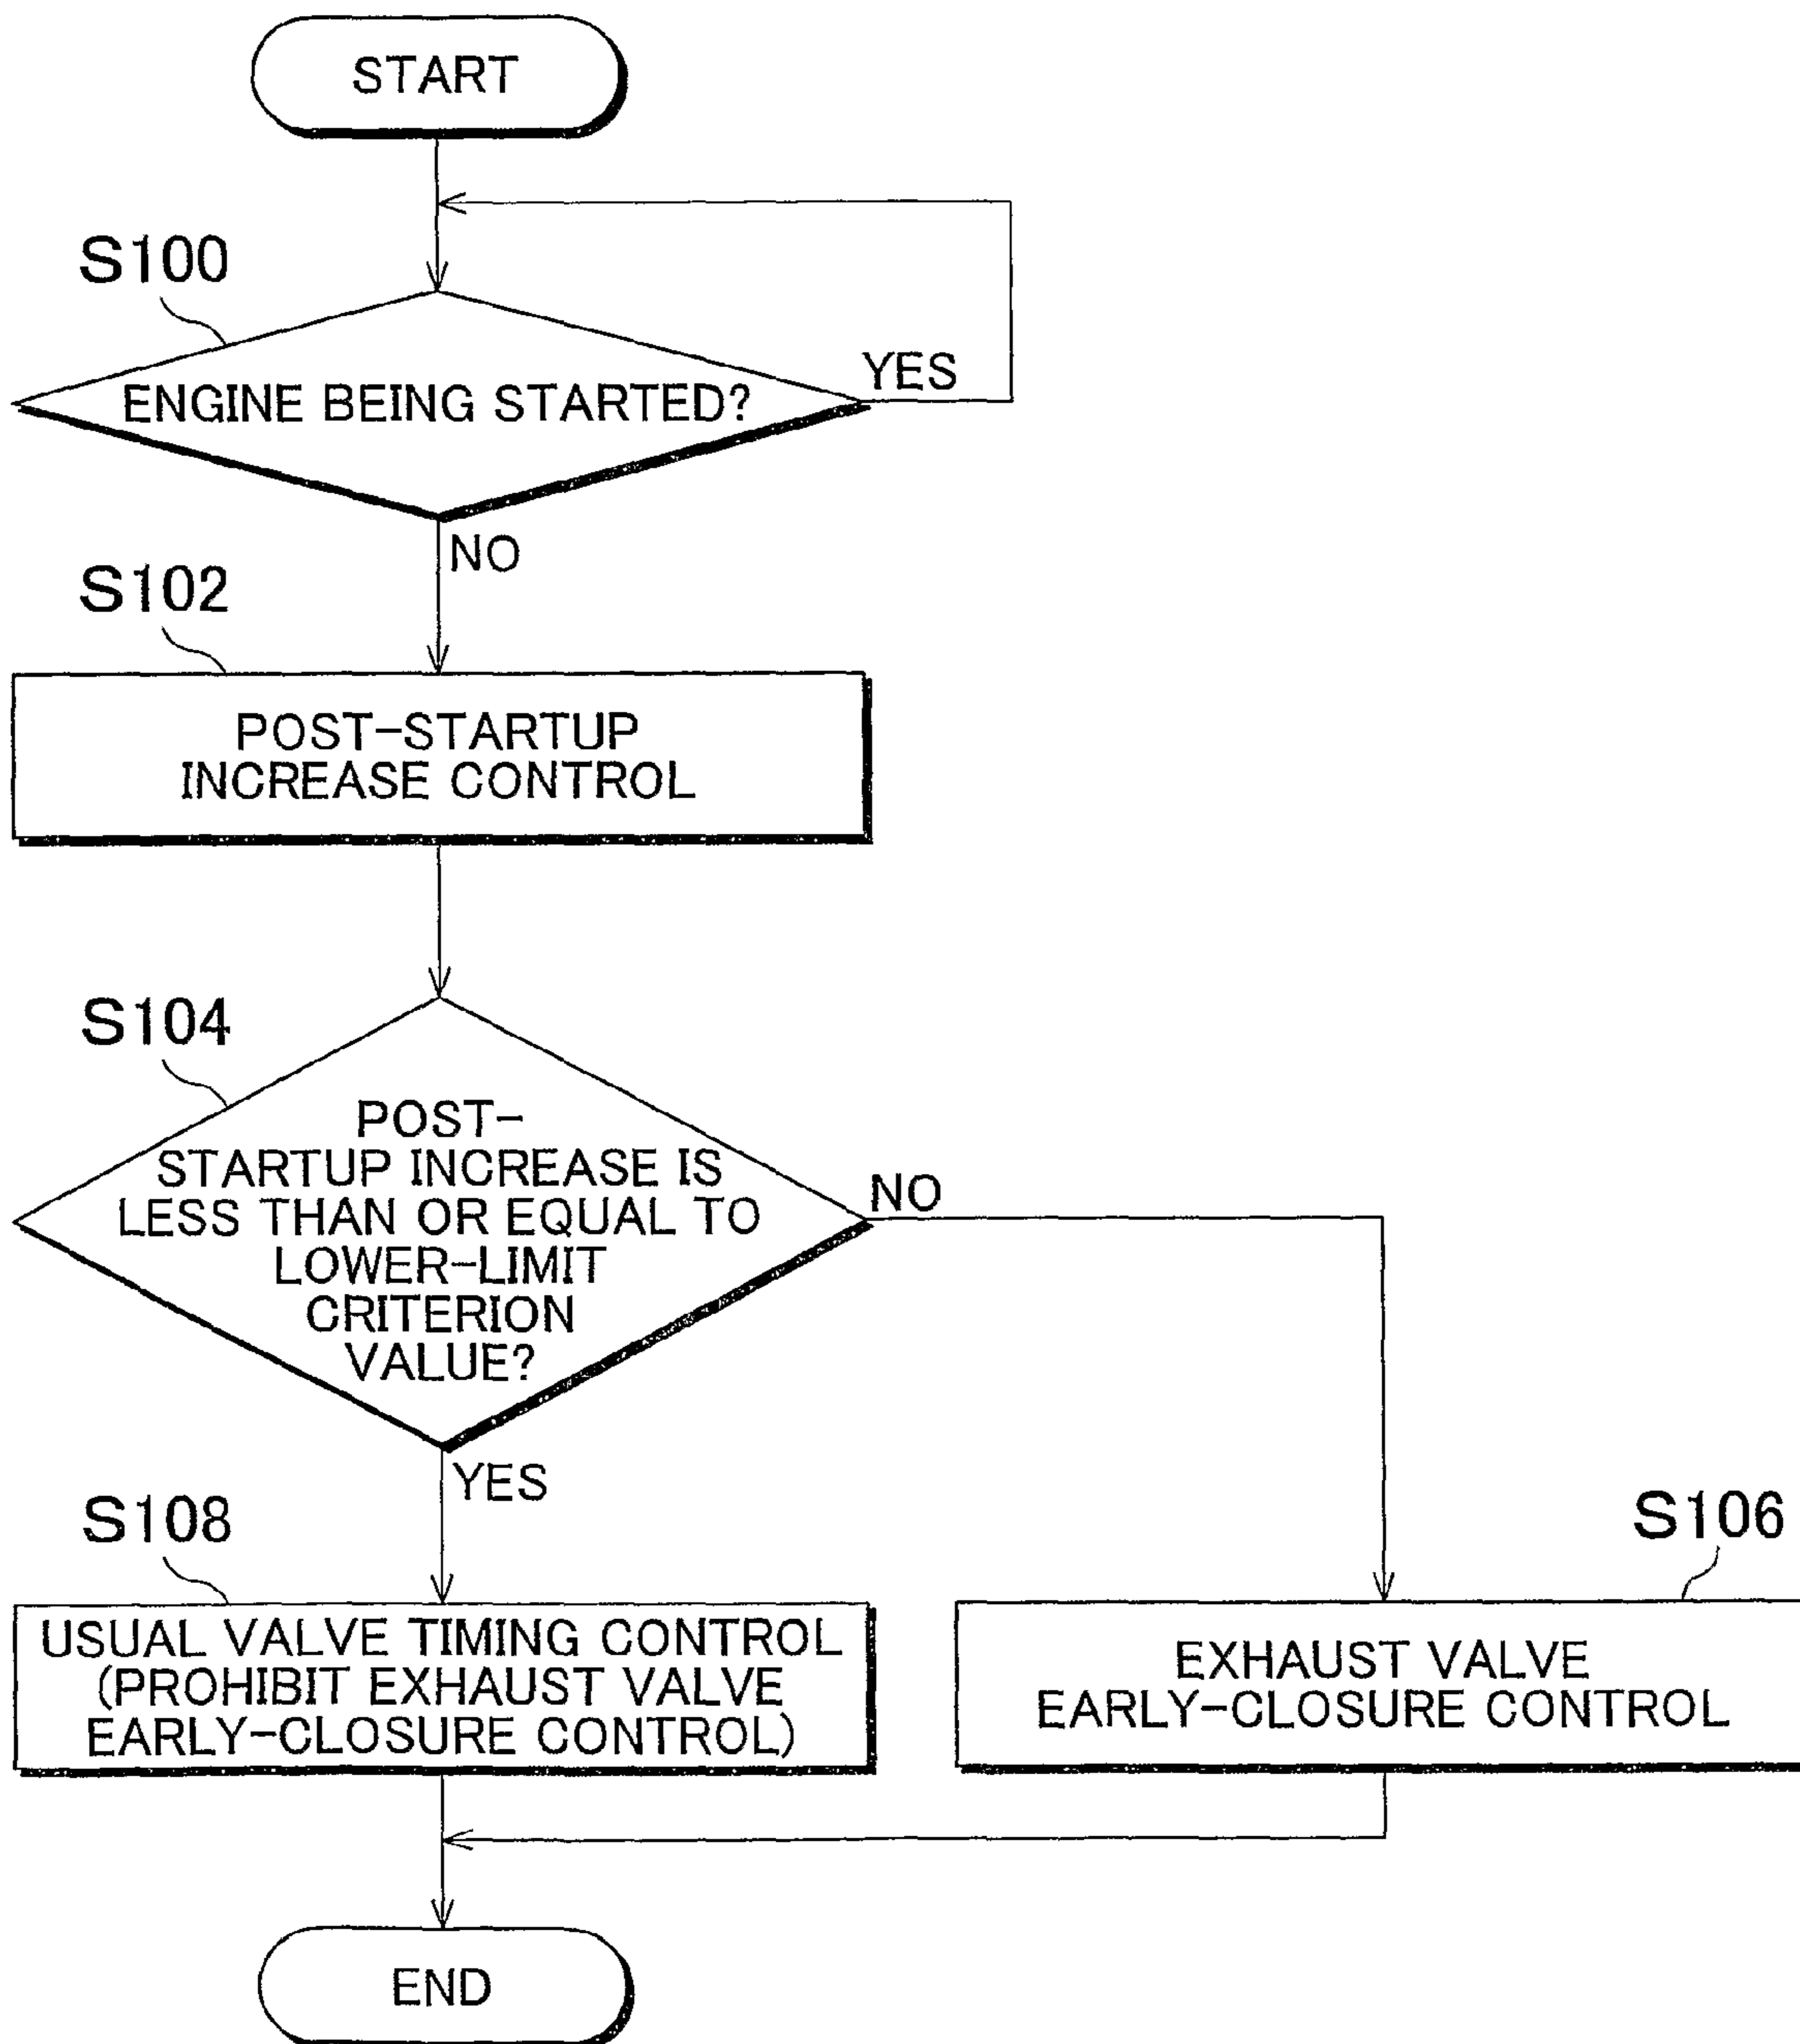 START
S100
ENGINE BEING STARTED?
YES
NO
S102
POST-STARTUP
INCREASE CONTROL
S104
POST-
STARTUP INCREASE IS
LESS THAN OR EQUAL TO
LOWER-LIMIT
CRITERION
VALUE?
NO
YES
S108
USUAL VALVE TIMING CONTROL
(PROHIBIT EXHAUST VALVE
EARLY-CLOSURE CONTROL)
S106
EXHAUST VALVE
EARLY-CLOSURE CONTROL
END